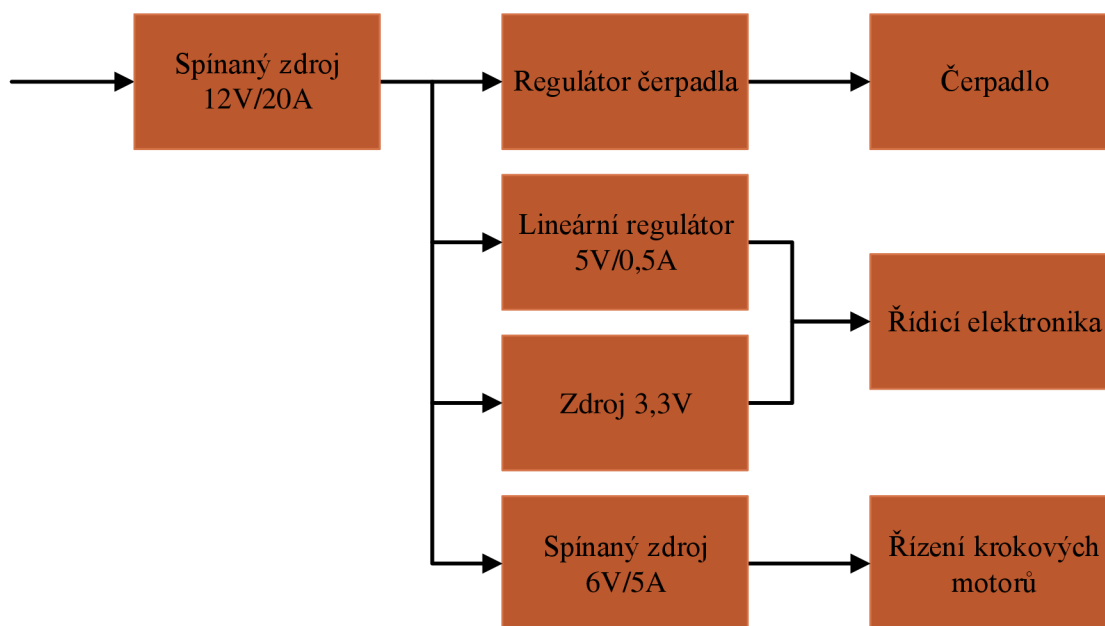 Spínaný zdroj
12V/20A
Regulátor čerpadla
Čerpadlo
Lineární regulátor
5V/0,5A
Řídicí elektronika
Zdroj 3,3V
Spínaný zdroj
6V/5A
Řízení krokových
motorů